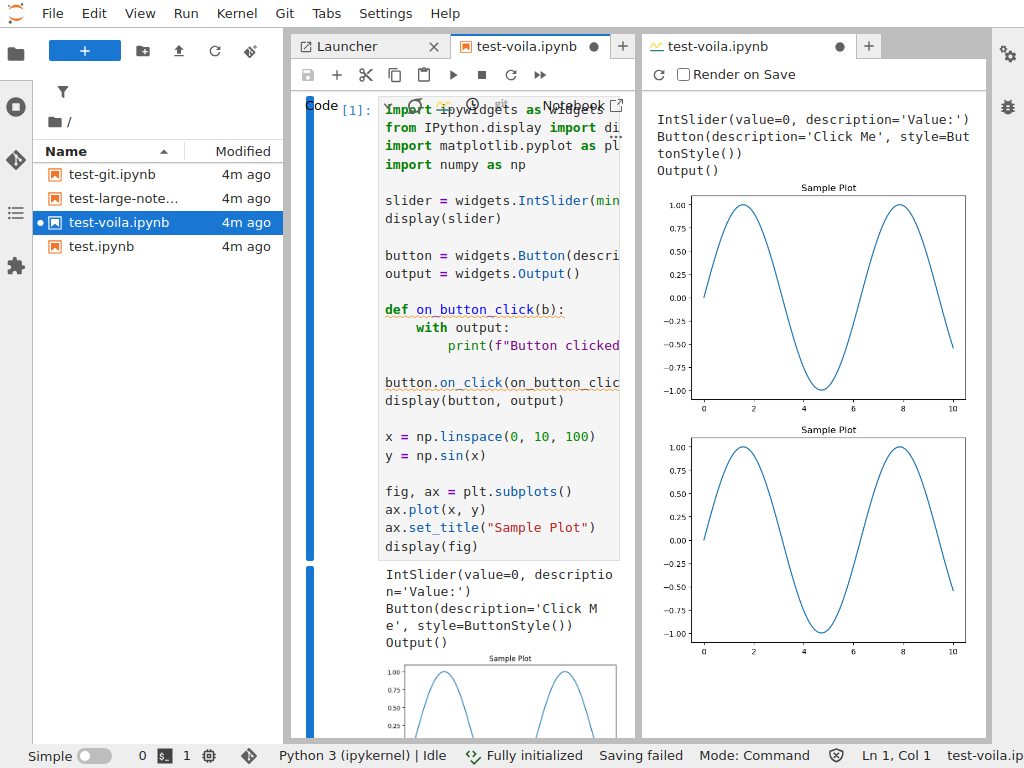 File Edit View Run Kernel Git Tabs Settings Help
/
Name Modified
test-git.ipynb 4m ago
test-large-note… 4m ago
test-voila.ipynb 4m ago
test.ipynb 4m ago
Launcher
test-voila.ipynb
Code
git
Notebook
[1]:
import ipywidgets as widgets
from IPython.display import di
import matplotlib.pyplot as pl
import numpy as np
slider = widgets.IntSlider(min
display(slider)
button = widgets.Button(descri
output = widgets.Output()
def on_button_click(b):
with output:
print(f"Button clicked
button.on_click(on_button_clic
display(button, output)
x = np.linspace(0, 10, 100)
y = np.sin(x)
fig, ax = plt.subplots()
ax.plot(x, y)
ax.set_title("Sample Plot")
display(fig)
IntSlider(value=0, descriptio
n='Value:')
Button(description='Click M
e', style=ButtonStyle())
Output()
Sample Plot
1.00
0.75
0.50
0.25
test-voila.ipynb
Render on Save
IntSlider(value=0, description='Value:')
Button(description='Click Me', style=But
tonStyle())
Output()
Sample Plot
1.00
0.75
0.50
0.25
0.00
−0.25
−0.50
−0.75
−1.00
0 2 4 6 8 10
Sample Plot
1.00
0.75
0.50
0.25
0.00
−0.25
−0.50
−0.75
−1.00
0 2 4 6 8 10
Simple 0 1 Python 3 (ipykernel) | Idle Fully initialized Saving failed Mode: Command Ln 1, Col 1 test-voila.ip